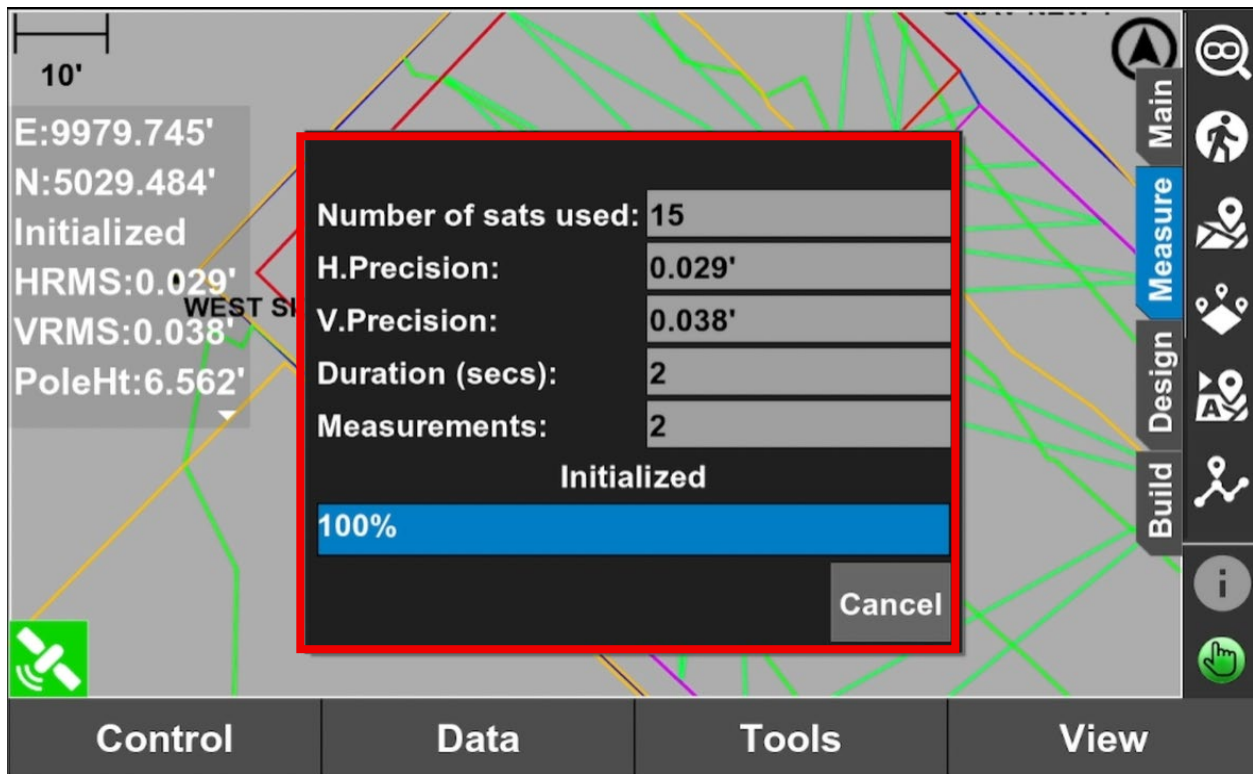 10'
E:9979.745'
N:5029.484'
Initialized
HRMS:0.029'
VRMS:0.038'
PoleHt:6.562'
WEST
Number of sats used: 15
H.Precision: 0.029'
V.Precision: 0.038'
Duration (secs): 2
Measurements: 2
Initialized
100%
Cancel
Main
Measure
Design
Build
A
i
Control Data Tools View